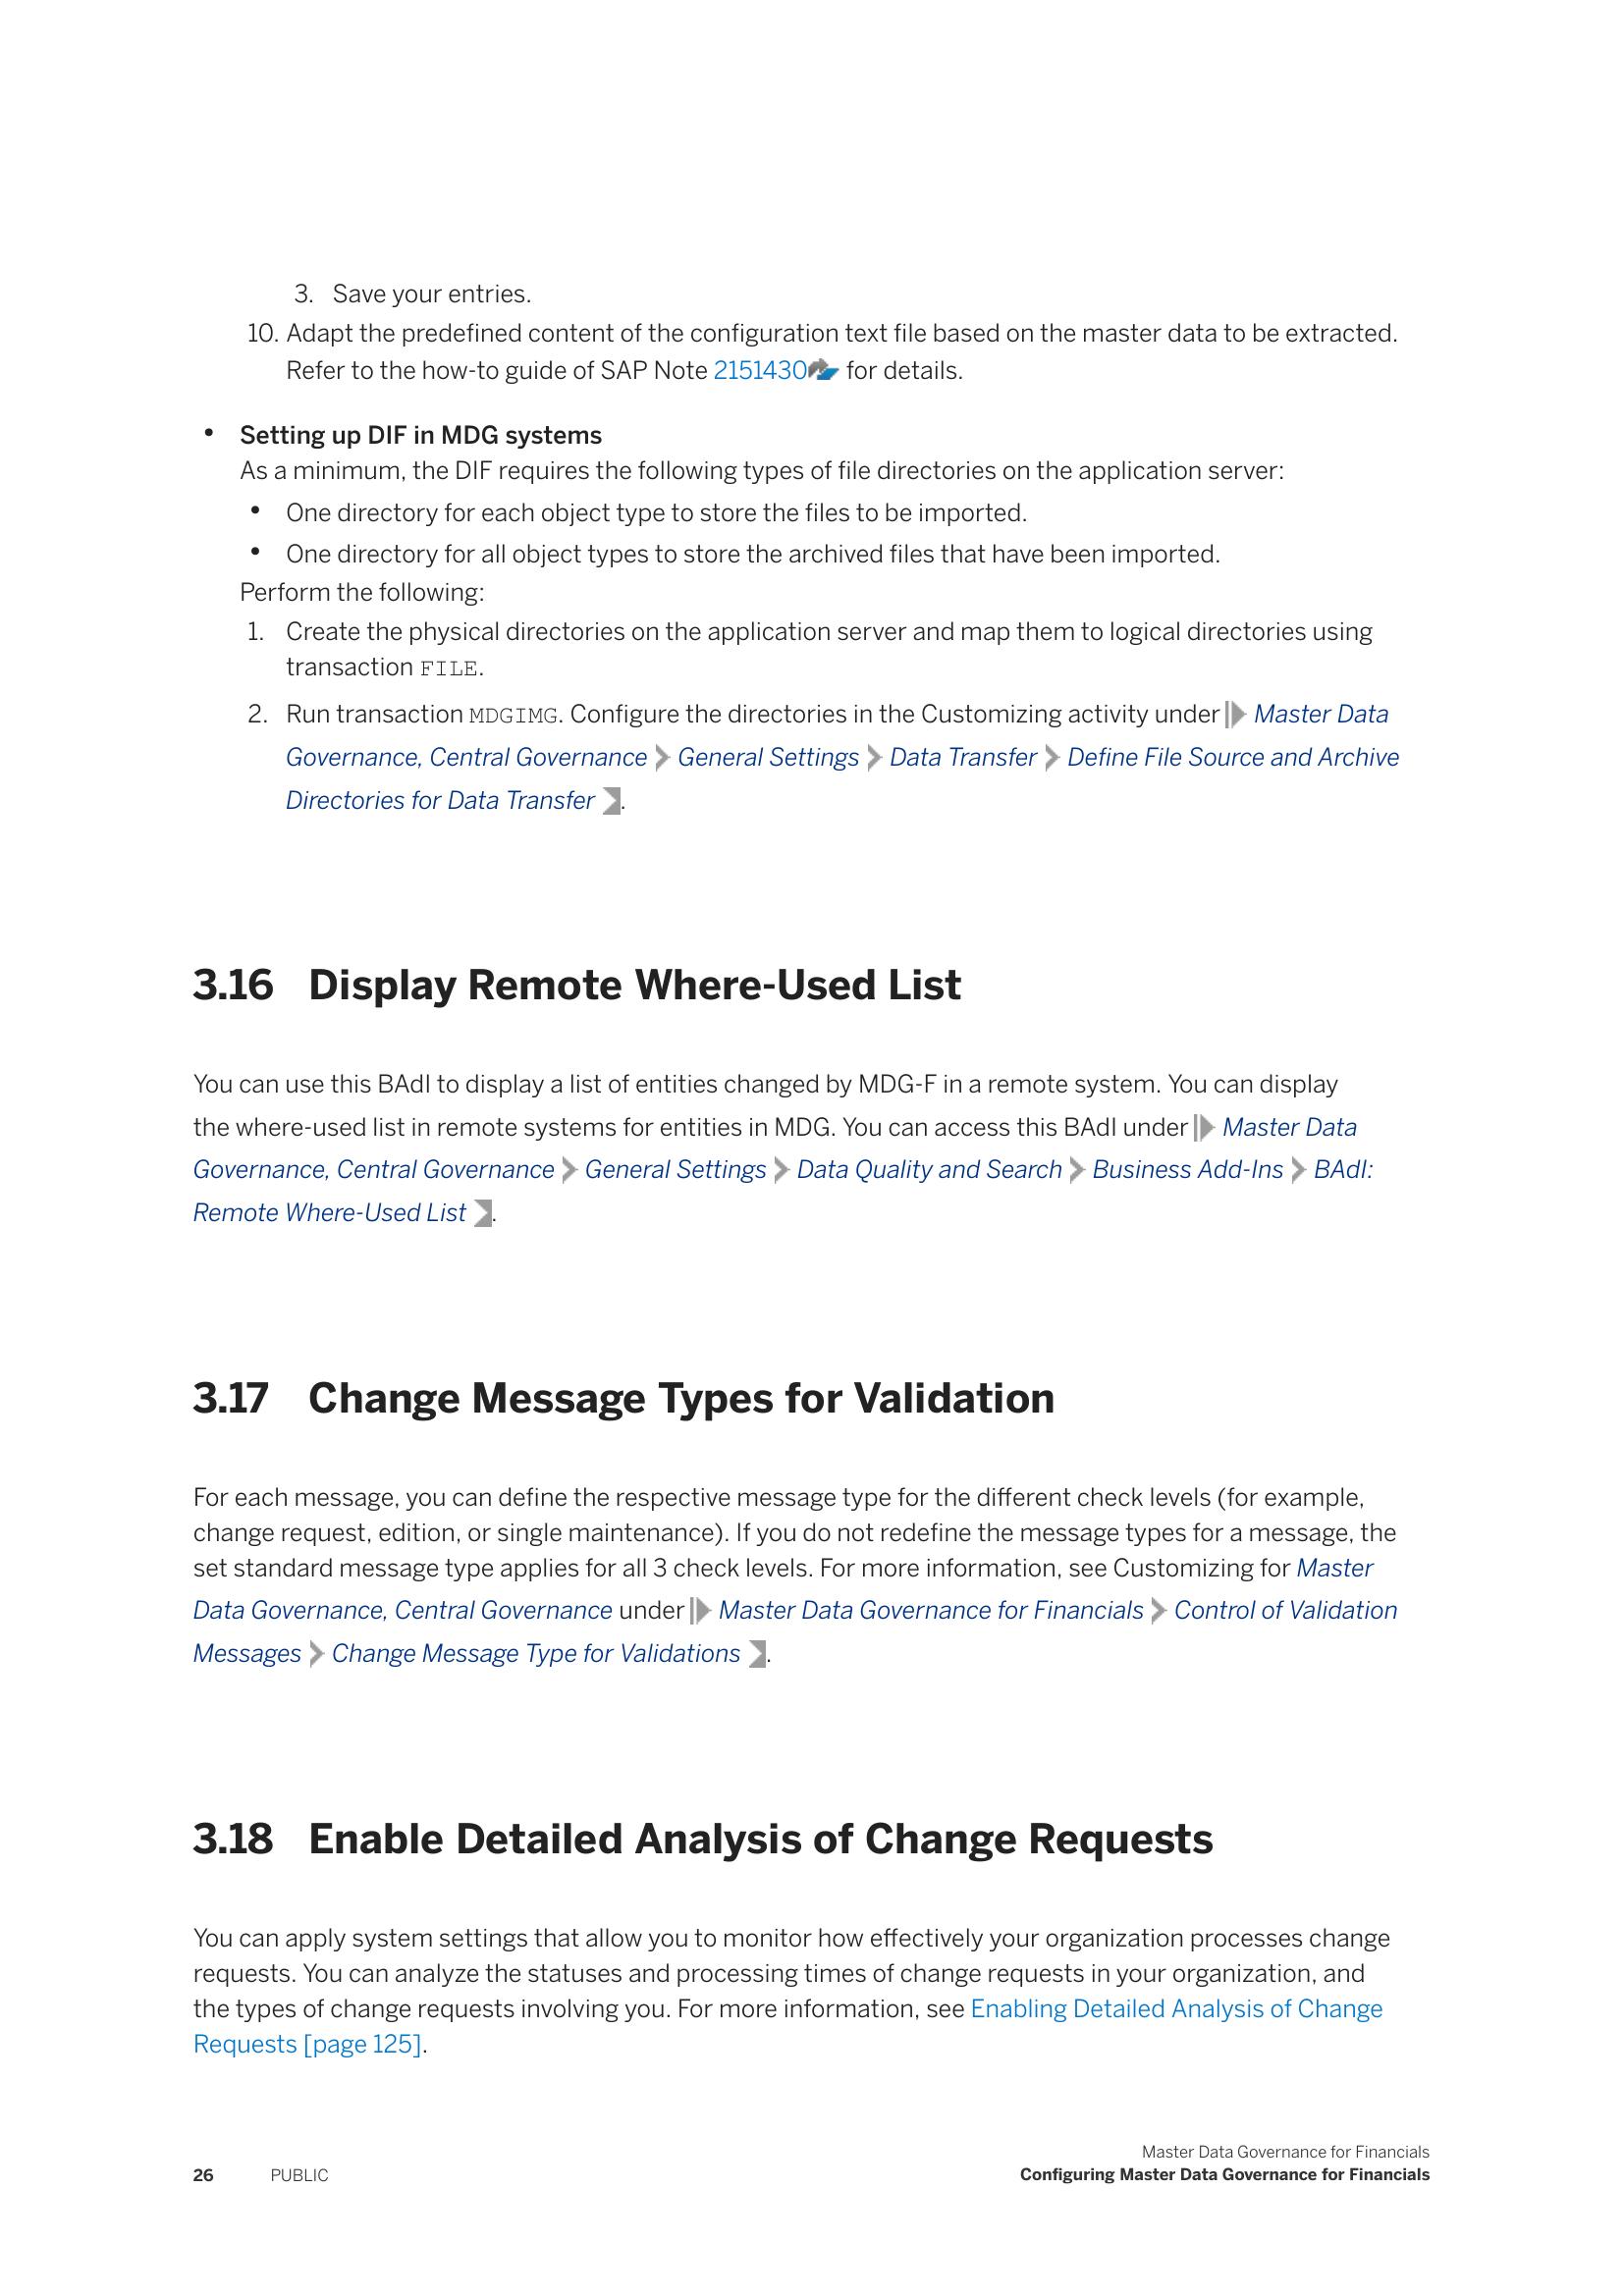 3. Save your entries.
10. Adapt the predefined content of the configuration text file based on the master data to be extracted.
Refer to the how-to guide of SAP Note 2151430 for details.
• Setting up DIF in MDG systems
As a minimum, the DIF requires the following types of file directories on the application server:
• One directory for each object type to store the files to be imported.
• One directory for all object types to store the archived files that have been imported.
Perform the following:
1. Create the physical directories on the application server and map them to logical directories using
transaction FILE.
2. Run transaction MDGIMG. Configure the directories in the Customizing activity under Master Data
Governance, Central Governance > General Settings > Data Transfer > Define File Source and Archive
Directories for Data Transfer.
3.16 Display Remote Where-Used List
You can use this BAdI to display a list of entities changed by MDG-F in a remote system. You can display
the where-used list in remote systems for entities in MDG. You can access this BAdI under Master Data
Governance, Central Governance > General Settings > Data Quality and Search > Business Add-Ins > BAdI:
Remote Where-Used List.
3.17 Change Message Types for Validation
For each message, you can define the respective message type for the different check levels (for example,
change request, edition, or single maintenance). If you do not redefine the message types for a message, the
set standard message type applies for all 3 check levels. For more information, see Customizing for Master
Data Governance, Central Governance under Master Data Governance for Financials > Control of Validation
Messages > Change Message Type for Validations.
3.18 Enable Detailed Analysis of Change Requests
You can apply system settings that allow you to monitor how effectively your organization processes change
requests. You can analyze the statuses and processing times of change requests in your organization, and
the types of change requests involving you. For more information, see Enabling Detailed Analysis of Change
Requests [page 125].
Master Data Governance for Financials
26 PUBLIC Configuring Master Data Governance for Financials